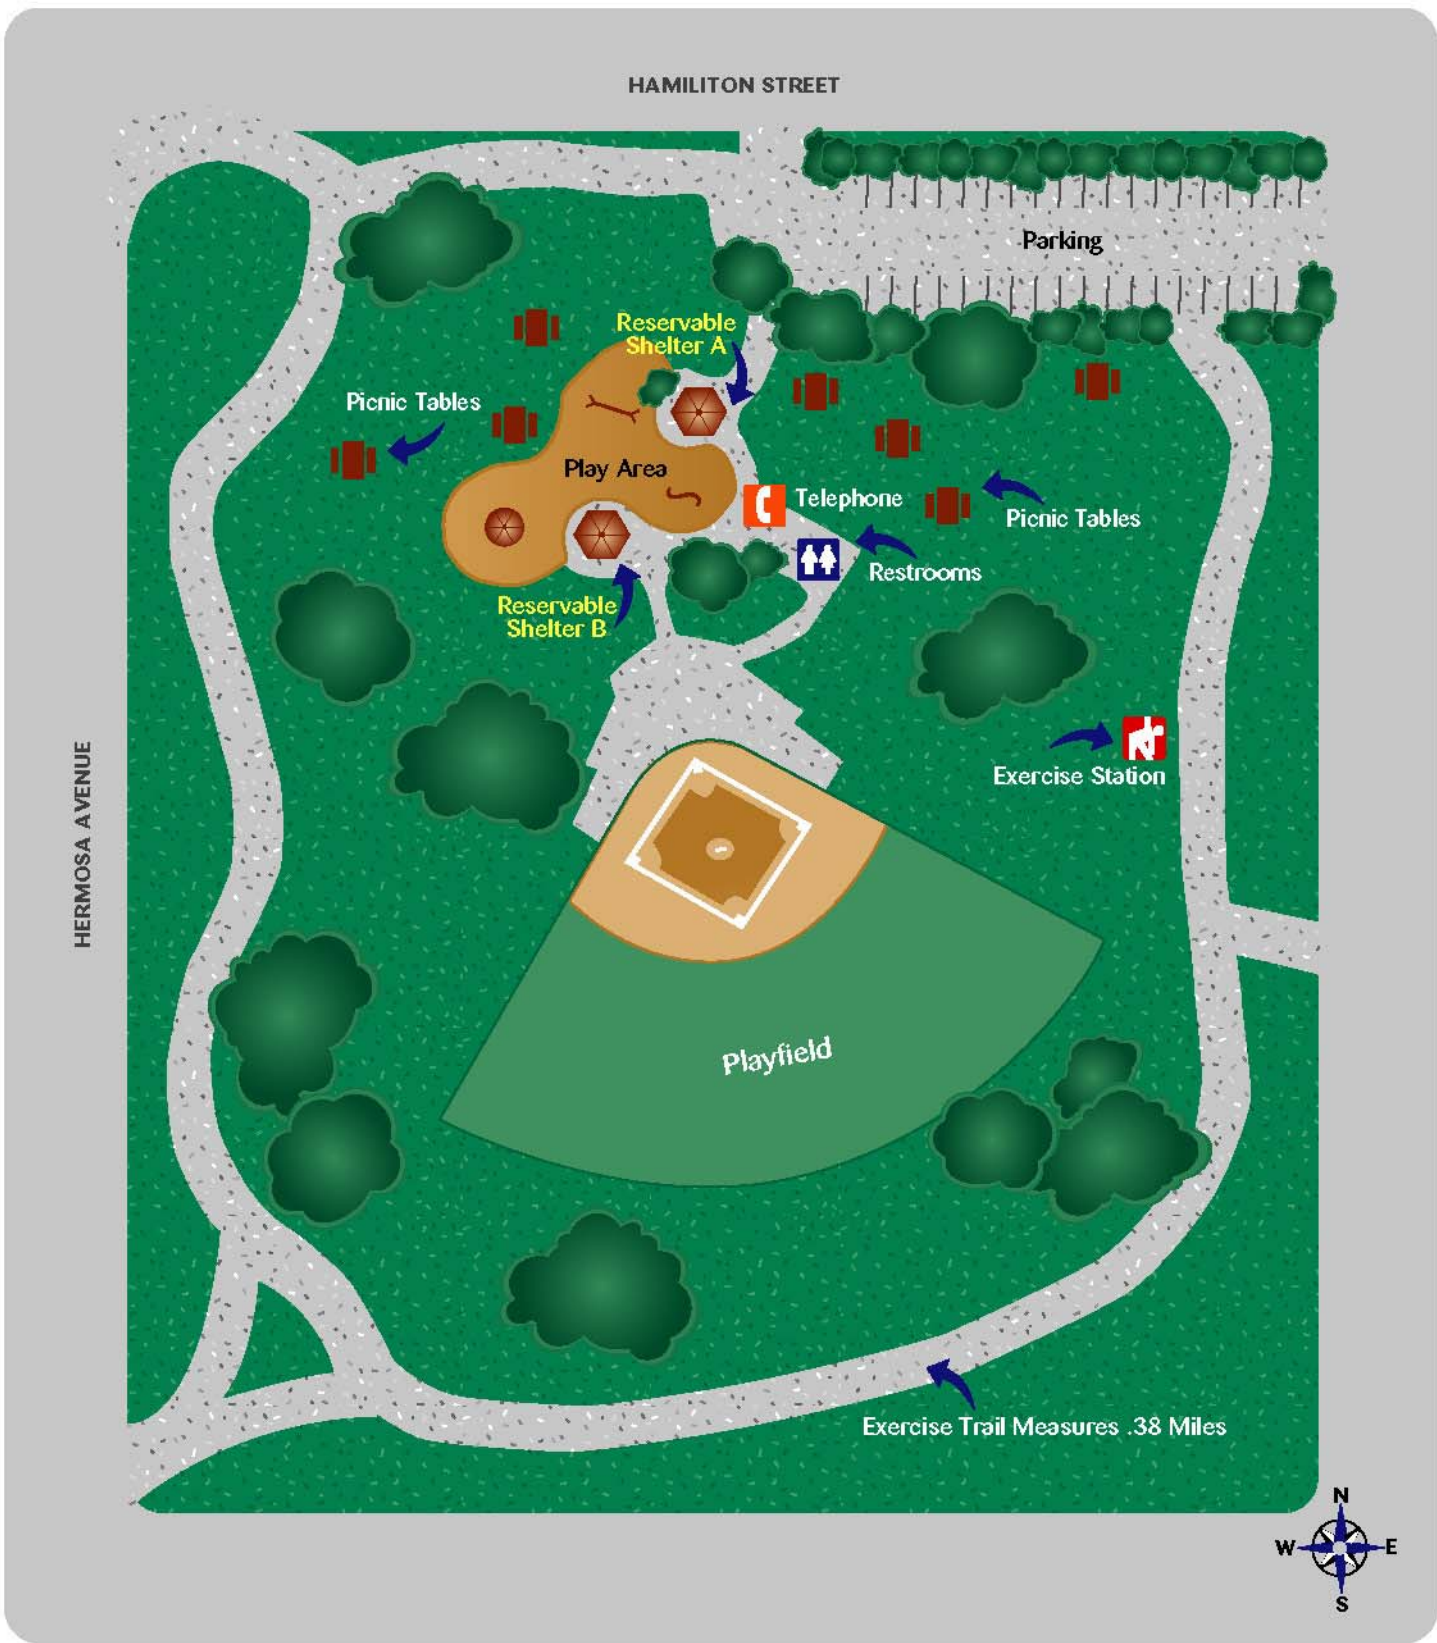 HAMILITON STREET
Parking
Reservable
Shelter A
Picnic Tables
Play Area
Telephone
Picnic Tables
Restrooms
Reservable
Shelter B
Exercise Station
HERMOSA AVENUE
Playfield
Exercise Trail Measures .38 Miles
N
W
E
S